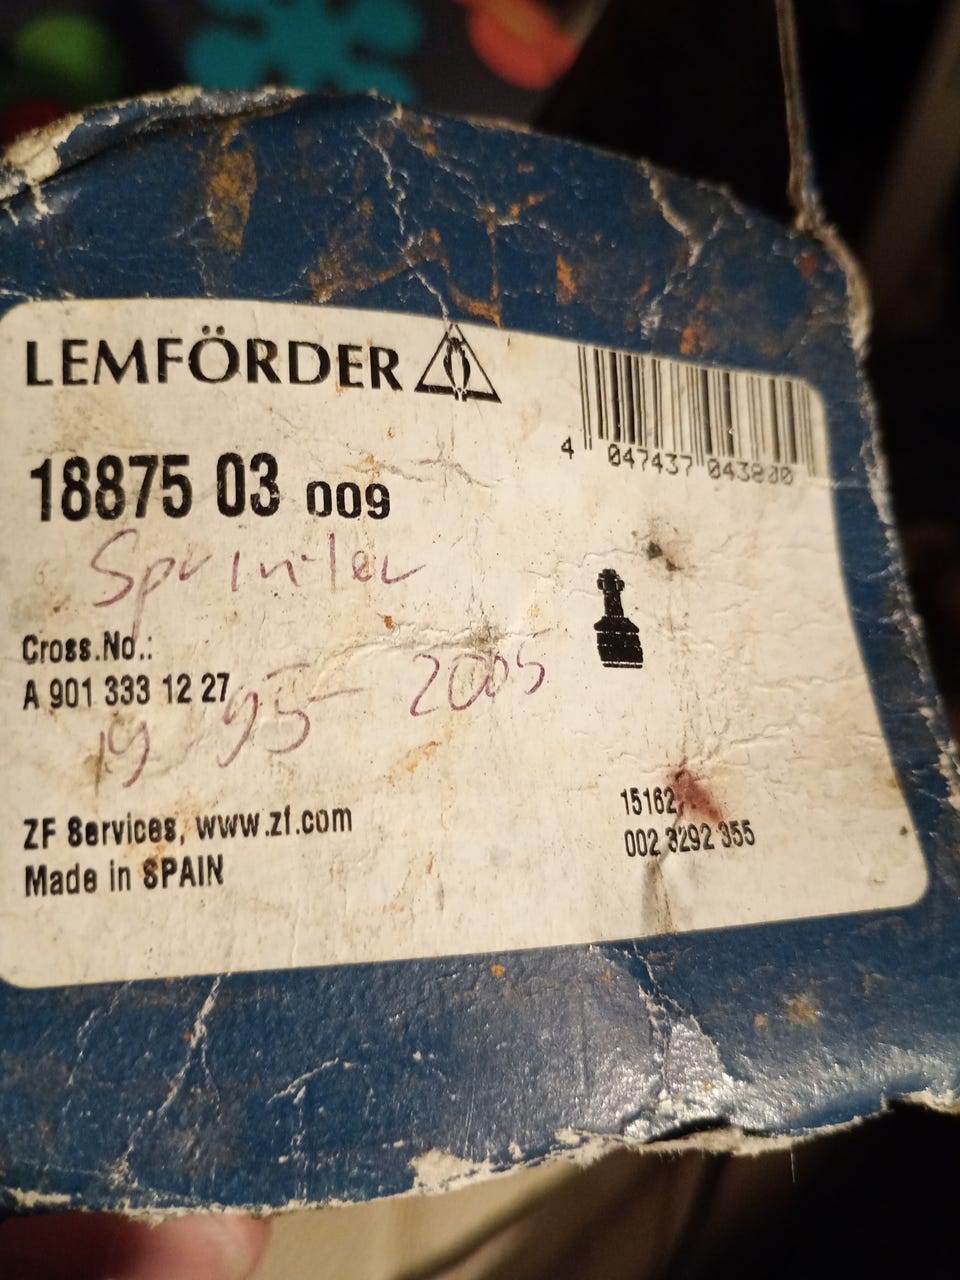 LEMFÖRDER
4 047437 043800
18875 03 009
Sprinter
Cross.No.:
A 901 333 12 27
1995-2005
ZF Services, www.zf.com
Made in SPAIN
15162
002 3292 355